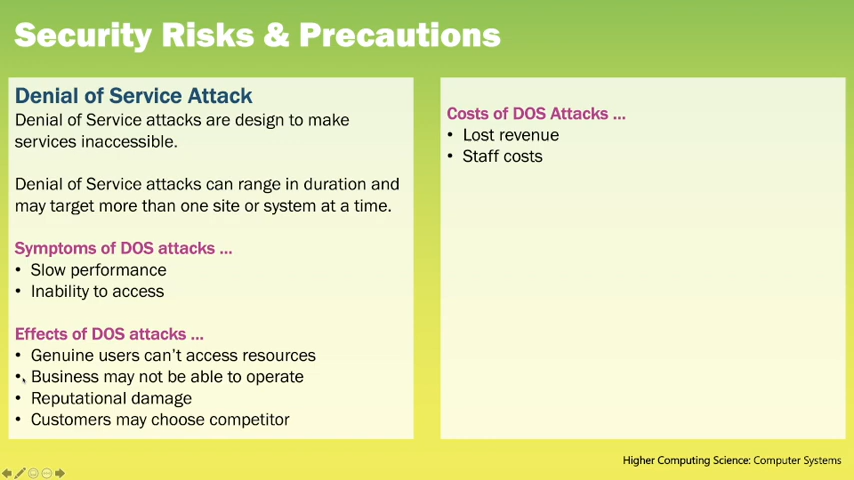 Security Risks & Precautions
Denial of Service Attack
Denial of Service attacks are design to make
services inaccessible.
Denial of Service attacks can range in duration and
may target more than one site or system at a time.
Symptoms of DOS attacks ...
• Slow performance
• Inability to access
Effects of DOS attacks ...
• Genuine users can't access resources
• Business may not be able to operate
• Reputational damage
• Customers may choose competitor
Costs of DOS Attacks ...
• Lost revenue
• Staff costs
Higher Computing Science: Computer Systems